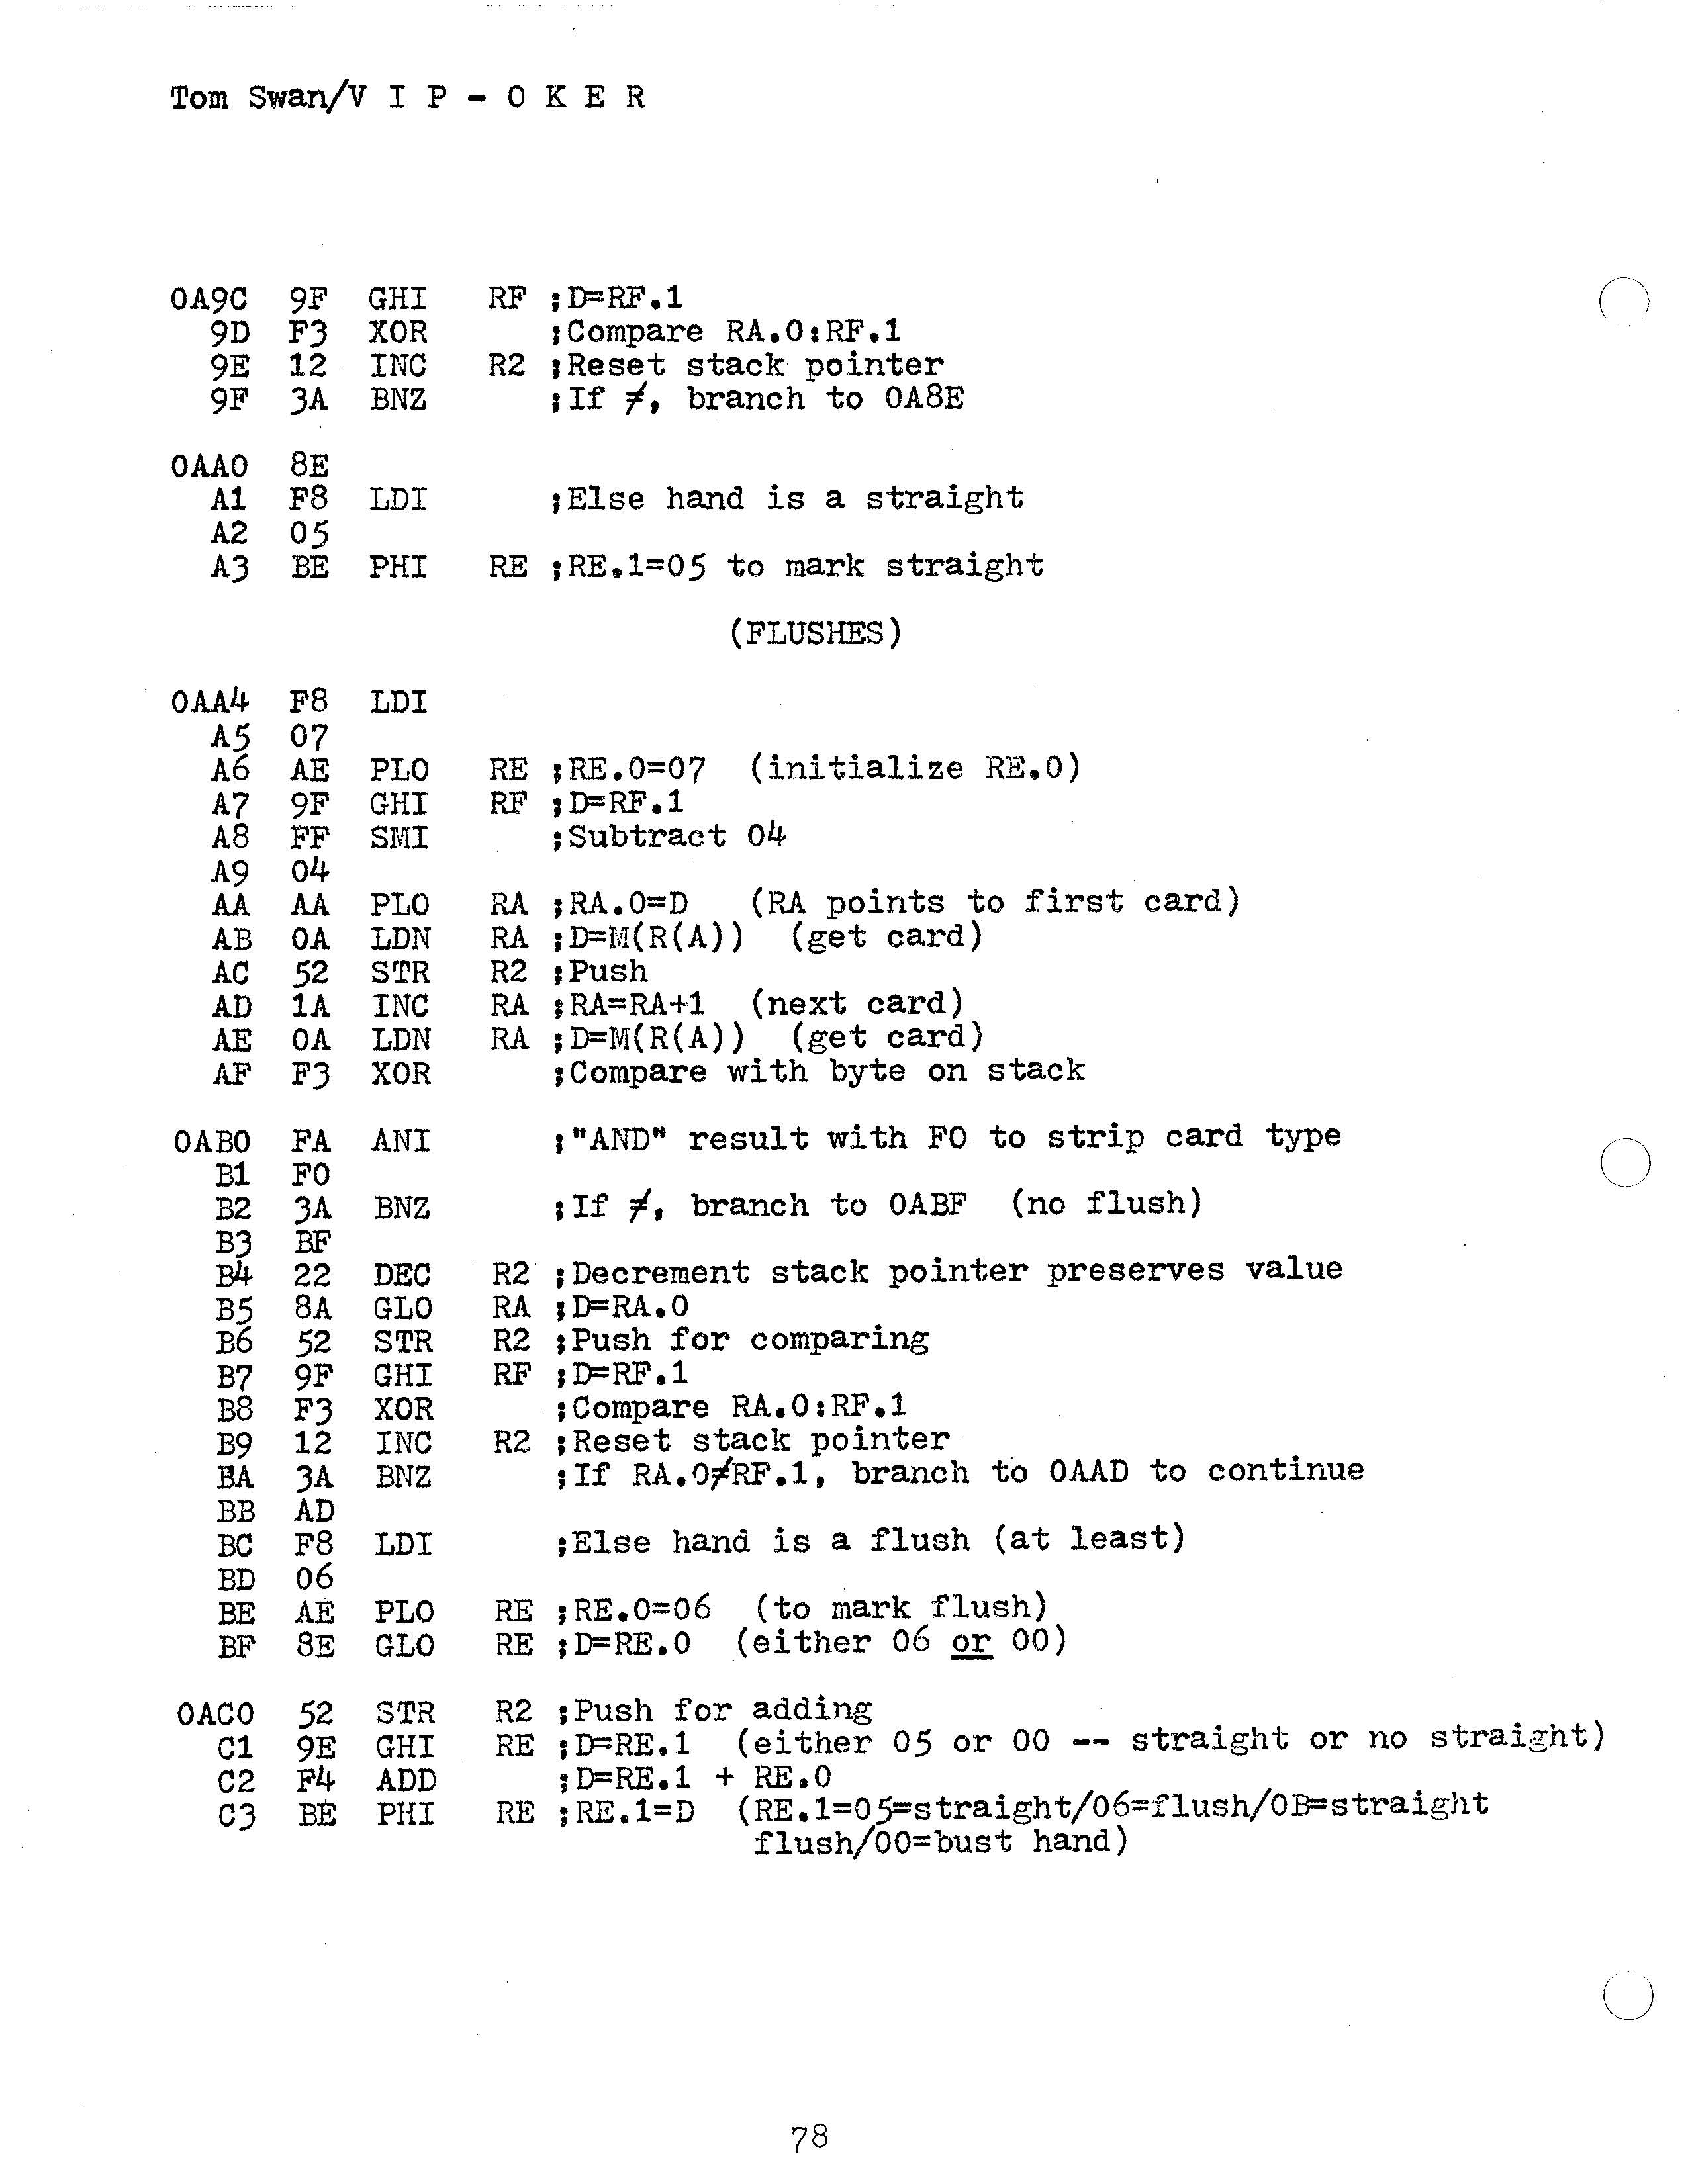 Tom Swan/V I P - O K E R
0A9C 9F GHI RF ;D=RF.1
9D F3 XOR ;Compare RA.0:RF.1
9E 12 INC R2 ;Reset stack pointer
9F 3A BNZ ;If ≠, branch to 0A8E
0AA0 8E
A1 F8 LDI ;Else hand is a straight
A2 05
A3 BE PHI RE ;RE.1=05 to mark straight
(FLUSHES)
0AA4 F8 LDI
A5 07
A6 AE PLO RE ;RE.0=07 (initialize RE.0)
A7 9F GHI RF ;D=RF.1
A8 FF SMI ;Subtract 04
A9 04
AA AA PLO RA ;RA.0=D (RA points to first card)
AB 0A LDN RA ;D=M(R(A)) (get card)
AC 52 STR R2 ;Push
AD 1A INC RA ;RA=RA+1 (next card)
AE 0A LDN RA ;D=M(R(A)) (get card)
AF F3 XOR ;Compare with byte on stack
0AB0 FA ANI ;"AND" result with F0 to strip card type
B1 F0
B2 3A BNZ ;If ≠, branch to 0ABF (no flush)
B3 BF
B4 22 DEC R2 ;Decrement stack pointer preserves value
B5 8A GLO RA ;D=RA.0
B6 52 STR R2 ;Push for comparing
B7 9F GHI RF ;D=RF.1
B8 F3 XOR ;Compare RA.0:RF.1
B9 12 INC R2 ;Reset stack pointer
BA 3A BNZ ;If RA.0≠RF.1, branch to 0AAD to continue
BB AD
BC F8 LDI ;Else hand is a flush (at least)
BD 06
BE AE PLO RE ;RE.0=06 (to mark flush)
BF 8E GLO RE ;D=RE.0 (either 06 or 00)
0AC0 52 STR R2 ;Push for adding
C1 9E GHI RE ;D=RE.1 (either 05 or 00 -- straight or no straight)
C2 F4 ADD ;D=RE.1 + RE.0
C3 BE PHI RE ;RE.1=D (RE.1=05=straight/06=flush/0B=straight
flush/00=bust hand)
78